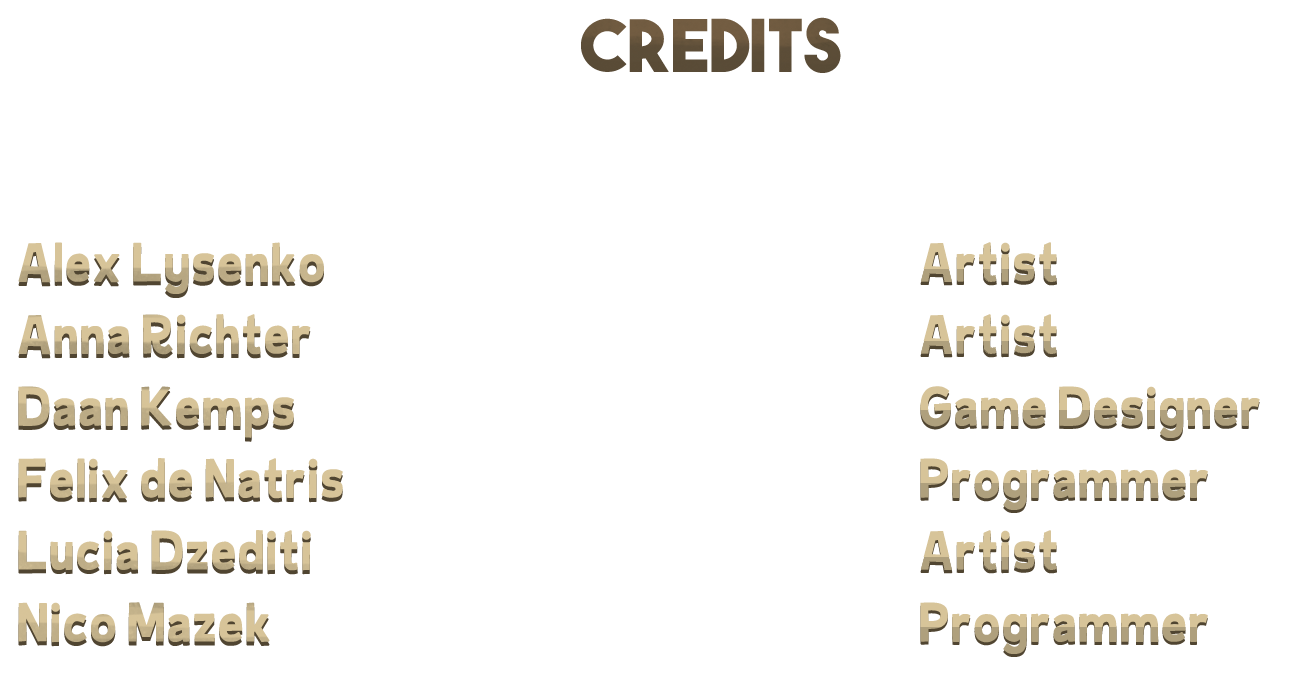 CREDITS
Alex Lysenko Artist
Anna Richter Artist
Daan Kemps Game Designer
Felix de Natris Programmer
Lucia Dzediti Artist
Nico Mazek Programmer